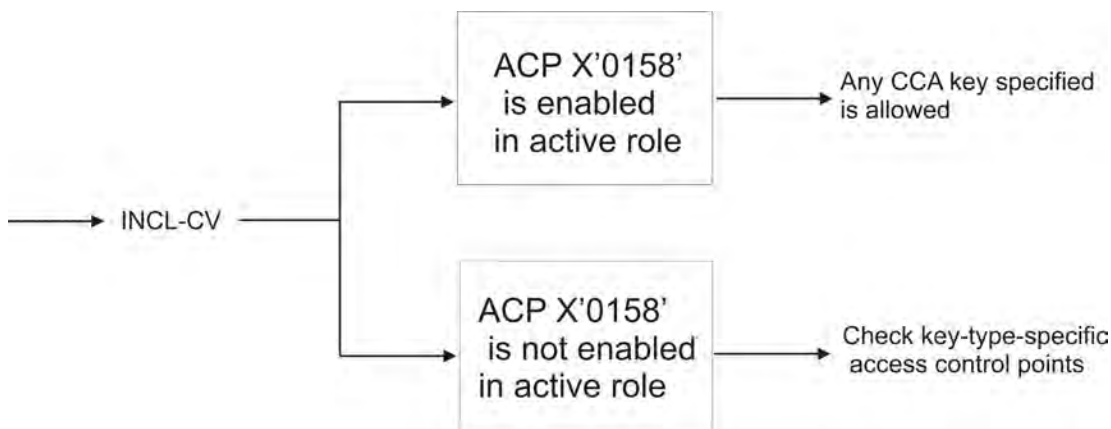 ACP X’0158’
is enabled
in active role
Any CCA key specified
is allowed
INCL-CV
ACP X’0158’
is not enabled
in active role
Check key-type-specific
access control points